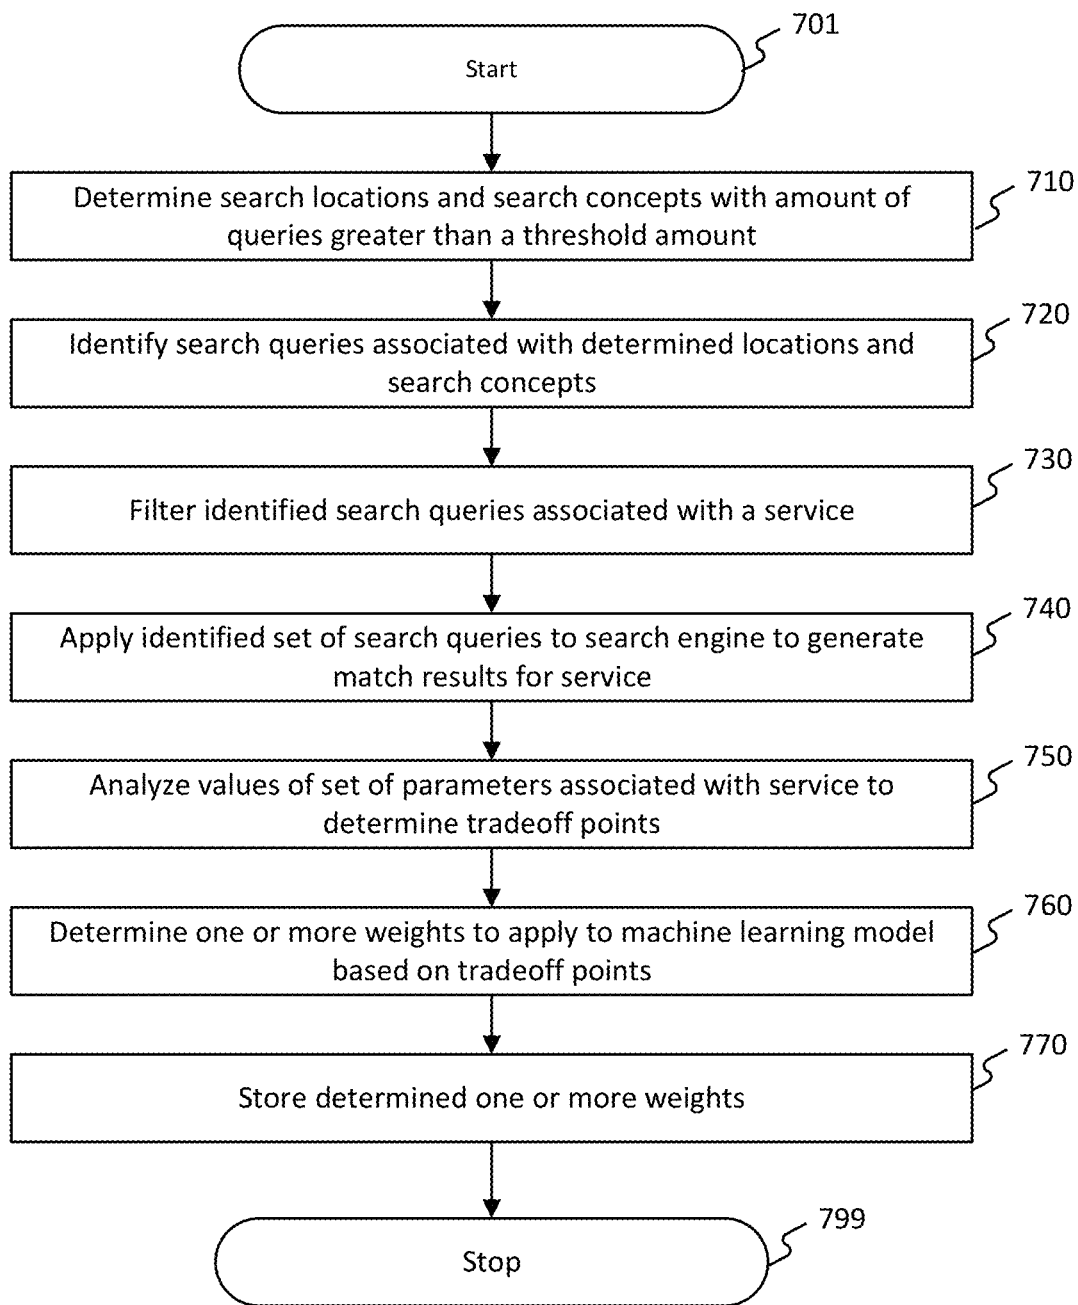 701
Start
710
Determine search locations and search concepts with amount of
queries greater than a threshold amount
720
Identify search queries associated with determined locations and
search concepts
730
Filter identified search queries associated with a service
740
Apply identified set of search queries to search engine to generate
match results for service
750
Analyze values of set of parameters associated with service to
determine tradeoff points
760
Determine one or more weights to apply to machine learning model
based on tradeoff points
770
Store determined one or more weights
799
Stop